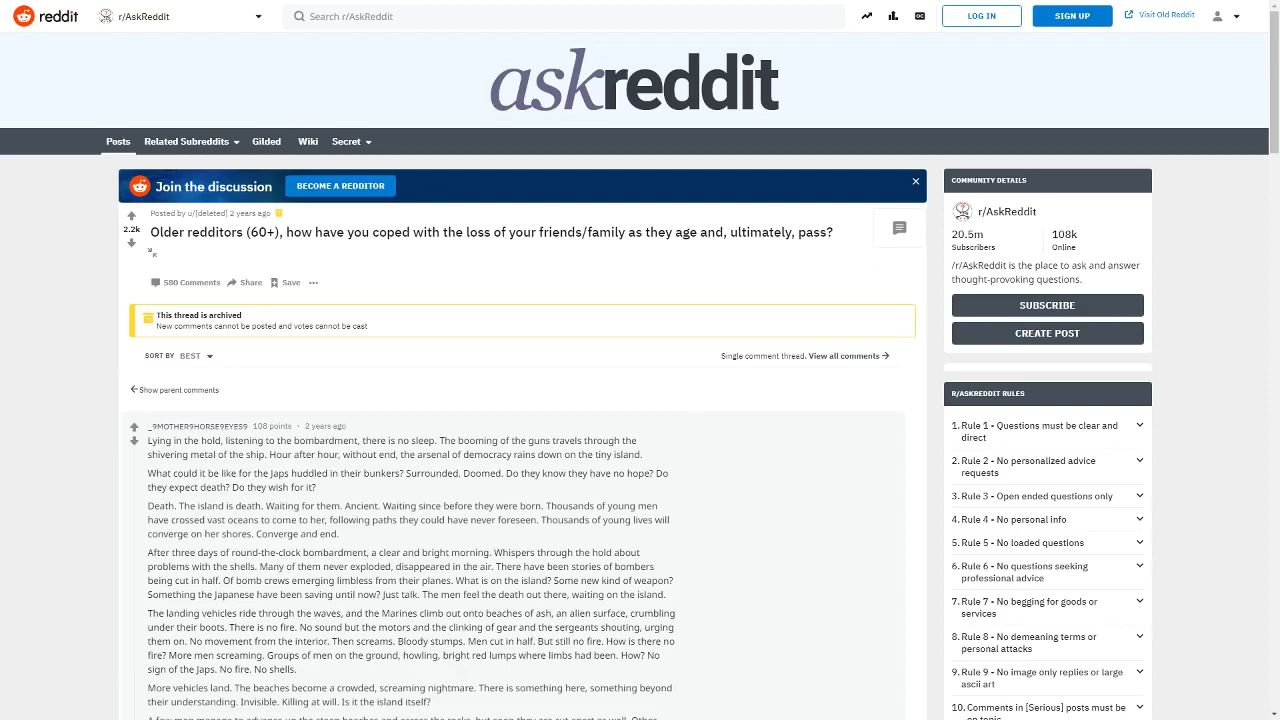 reddit
r/AskReddit
Search r/AskReddit
LOG IN
SIGN UP
Visit Old Reddit
askreddit
Posts
Related Subreddits
Gilded
Wiki
Secret
Join the discussion
BECOME A REDDITOR
Posted by u/[deleted] 2 years ago
2.2k
Older redditors (60+), how have you coped with the loss of your friends/family as they age and, ultimately, pass?
580 Comments
Share
Save
This thread is archived
New comments cannot be posted and votes cannot be cast
SORT BY BEST
Single comment thread. View all comments
Show parent comments
_9MOTHER9HORSE9EYES9 108 points · 2 years ago
Lying in the hold, listening to the bombardment, there is no sleep. The booming of the guns travels through the
shivering metal of the ship. Hour after hour, without end, the arsenal of democracy rains down on the tiny island.
What could it be like for the Japs huddled in their bunkers? Surrounded. Doomed. Do they know they have no hope? Do
they expect death? Do they wish for it?
Death. The island is death. Waiting for them. Ancient. Waiting since before they were born. Thousands of young men
have crossed vast oceans to come to her, following paths they could have never foreseen. Thousands of young lives will
converge on her shores. Converge and end.
After three days of round-the-clock bombardment, a clear and bright morning. Whispers through the hold about
problems with the shells. Many of them never exploded, disappeared in the air. There have been stories of bombers
being cut in half. Of bomb crews emerging limbless from their planes. What is on the island? Some new kind of weapon?
Something the Japanese have been saving until now? Just talk. The men feel the death out there, waiting on the island.
The landing vehicles ride through the waves, and the Marines climb out onto beaches of ash, an alien surface, crumbling
under their boots. There is no fire. No sound but the motors and the clinking of gear and the sergeants shouting, urging
them on. No movement from the interior. Then screams. Bloody stumps. Men cut in half. But still no fire. How is there no
fire? More men screaming. Groups of men on the ground, howling, bright red lumps where limbs had been. How? No
sign of the Japs. No fire. No shells.
More vehicles land. The beaches become a crowded, screaming nightmare. There is something here, something beyond
their understanding. Invisible. Killing at will. Is it the island itself?
A few men manage to advance up the steep beaches and across the rocks, but soon they are cut apart as well. Other
COMMUNITY DETAILS
r/AskReddit
20.5m
Subscribers
108k
Online
/r/AskReddit is the place to ask and answer
thought-provoking questions.
SUBSCRIBE
CREATE POST
R/ASKREDDIT RULES
1. Rule 1 - Questions must be clear and
direct
2. Rule 2 - No personalized advice
requests
3. Rule 3 - Open ended questions only
4. Rule 4 - No personal info
5. Rule 5 - No loaded questions
6. Rule 6 - No questions seeking
professional advice
7. Rule 7 - No begging for goods or
services
8. Rule 8 - No demeaning terms or
personal attacks
9. Rule 9 - No image only replies or large
ascii art
10. Comments in [Serious] posts must be
on topic